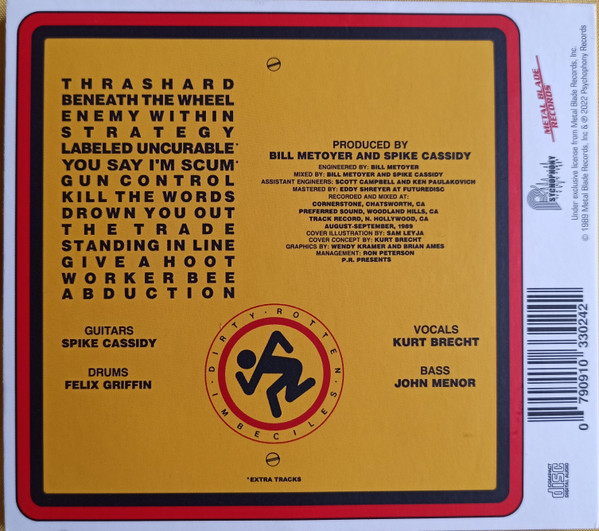 THRASHARD
BENEATH THE WHEEL
ENEMY WITHIN
STRATEGY
LABELED UNCURABLE*
YOU SAY I'M SCUM*
GUN CONTROL
KILL THE WORDS
DROWN YOU OUT
THE TRADE
STANDING IN LINE
GIVE A HOOT
WORKER BEE
ABDUCTION
PRODUCED BY
BILL METOYER AND SPIKE CASSIDY
ENGINEERED BY: BILL METOYER
MIXED BY: BILL METOYER AND SPIKE CASSIDY
ASSISTANT ENGINEERS: SCOTT CAMPBELL AND KEN PAULAKOVICH
MASTERED BY: EDDY SHREYER AT FUTUREDISC
RECORDED AND MIXED AT:
CORNERSTONE, CHATSWORTH, CA
PREFERRED SOUND, WOODLAND HILLS, CA
TRACK RECORD, N. HOLLYWOOD, CA
AUGUST-SEPTEMBER, 1989
COVER ILLUSTRATION BY: SAM LEYJA
COVER CONCEPT BY: KURT BRECHT
GRAPHICS BY: WENDY KRAMER AND BRIAN AMES
MANAGEMENT: RON PETERSON
P.R. PRESENTS
GUITARS
SPIKE CASSIDY
DRUMS
FELIX GRIFFIN
DIRTY · ROTTEN · IMBECILES ·
VOCALS
KURT BRECHT
BASS
JOHN MENOR
*EXTRA TRACKS
METAL BLADE
RECORDS
PSYCHOPHONY
RECORDS
Under exclusive license from Metal Blade Records, Inc.
© 1989 Metal Blade Records, Inc & ℗ 2022 Psychophony Records
0 790910 330242
COMPACT
disc
DIGITAL AUDIO